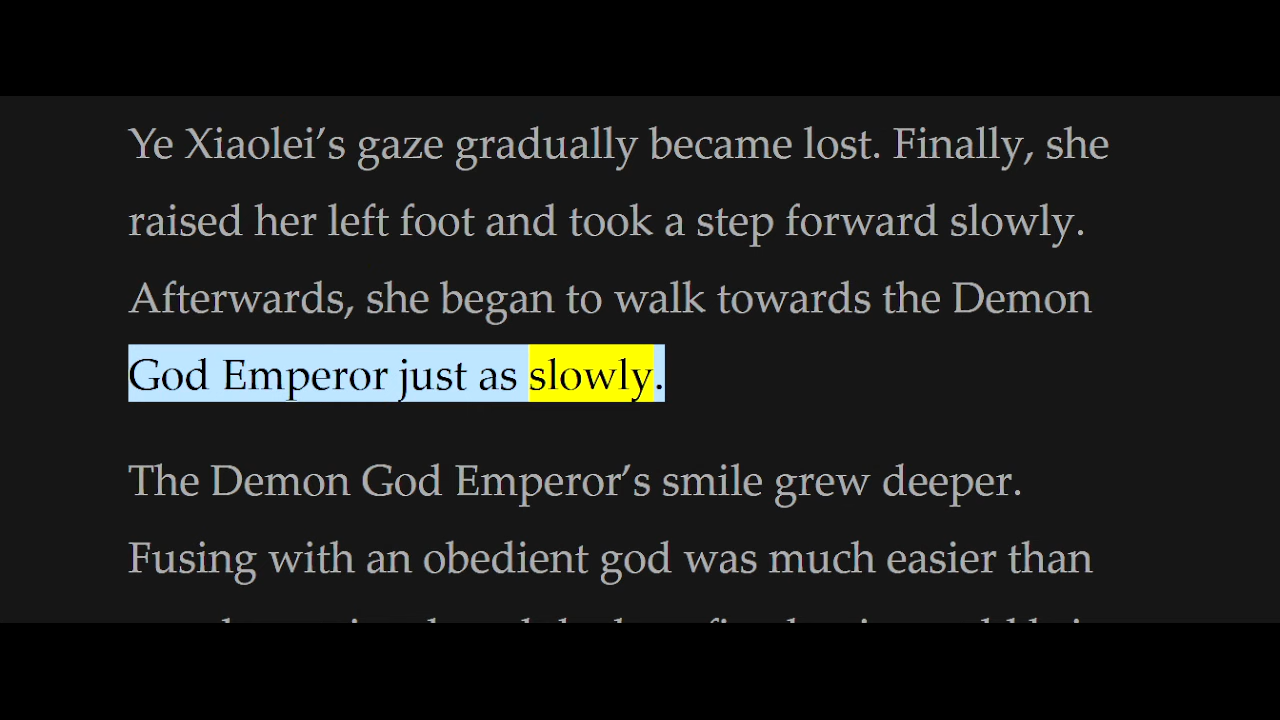 Ye Xiaolei’s gaze gradually became lost. Finally, she
raised her left foot and took a step forward slowly.
Afterwards, she began to walk towards the Demon
God Emperor just as slowly.
The Demon God Emperor’s smile grew deeper.
Fusing with an obedient god was much easier than